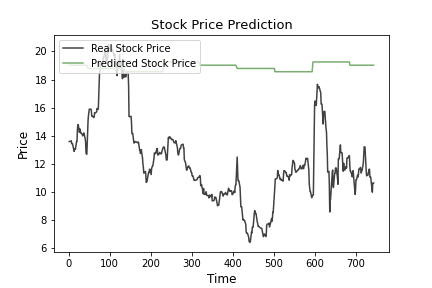 Stock Price Prediction
Real Stock Price
Predicted Stock Price
Price
20
18
16
14
12
10
8
6
0 100 200 300 400 500 600 700
Time